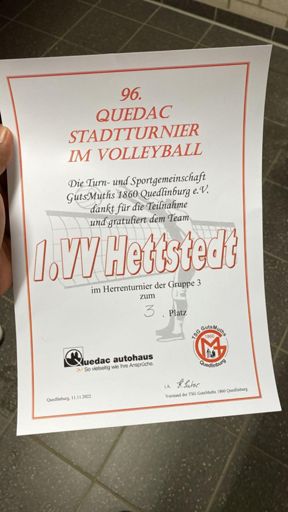 96.
QUEDAC
STADTTURNIER
IM VOLLEYBALL
Die Turn- und Sportgemeinschaft
GutsMuths 1860 Quedlinburg e.V.
dankt für die Teilnahme
und gratuliert dem Team
1.VV Hettstedt
im Herrenturnier der Gruppe 3
zum
3. Platz
Quedac autohaus
So vielseitig wie Ihre Ansprüche.
TSG GutsMuths
1860
Quedlinburg
Quedlinburg, 11.11.2022
Vorstand der TSG GutsMuths 1860 Quedlinburg